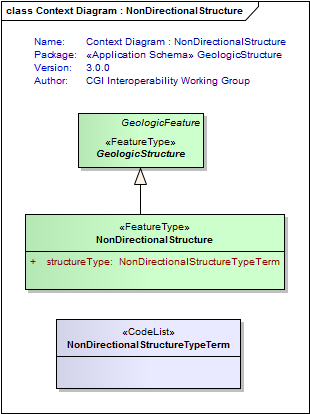 class Context Diagram : NonDirectionalStructure
Name: Context Diagram : NonDirectionalStructure
Package: «Application Schema» GeologicStructure
Version: 3.0.0
Author: CGI Interoperability Working Group
GeologicFeature
«FeatureType»
GeologicStructure
«FeatureType»
NonDirectionalStructure
+ structureType: NonDirectionalStructureTypeTerm
«CodeList»
NonDirectionalStructureTypeTerm